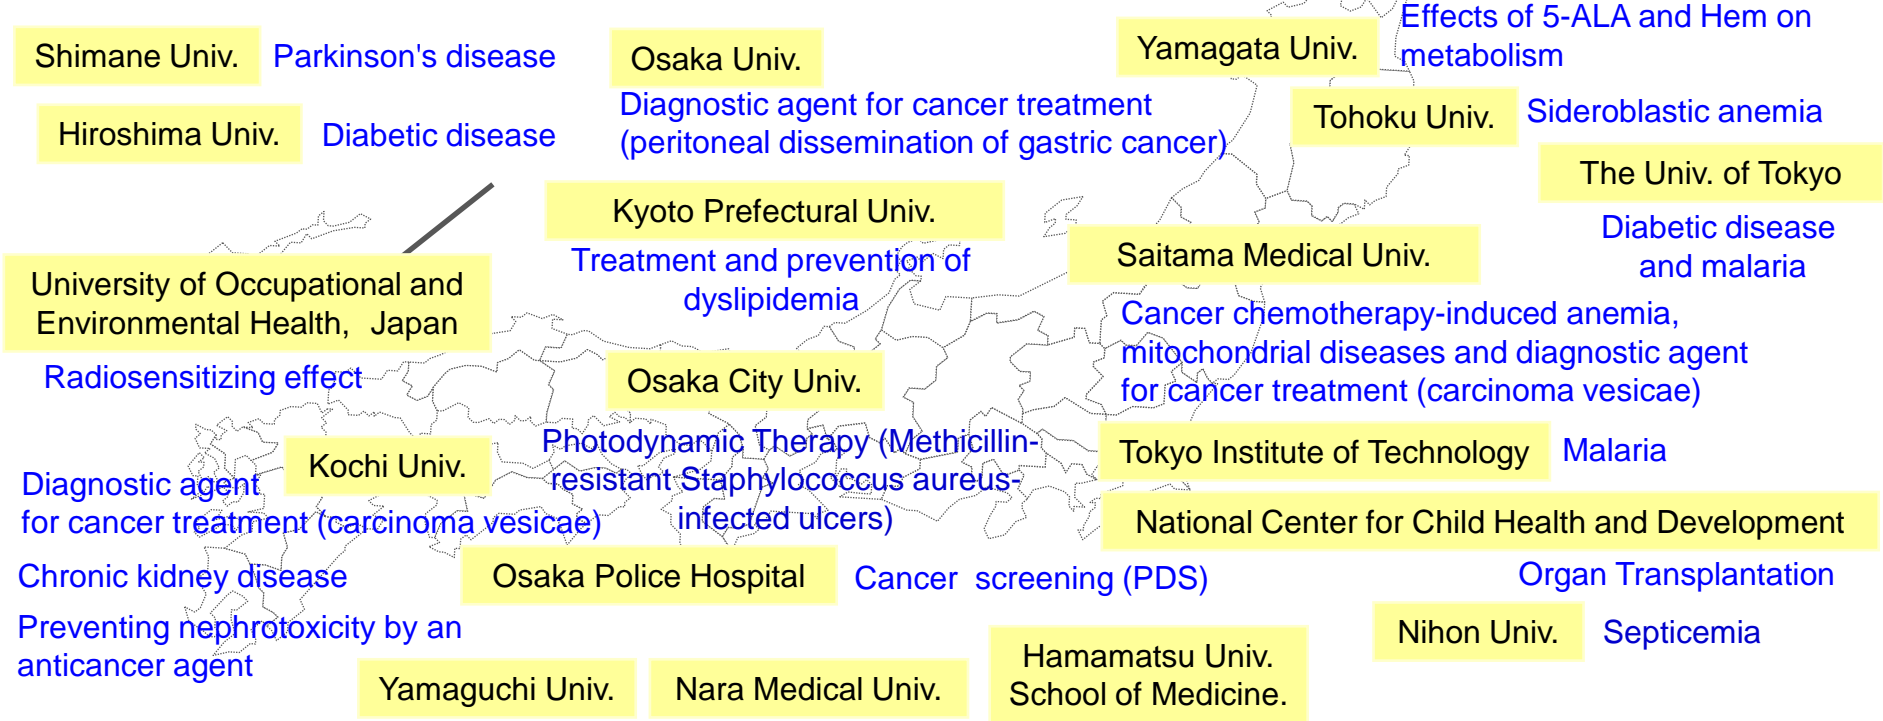 Effects of 5-ALA and Hem on
metabolism
Shimane Univ.
Parkinson's disease
Osaka Univ.
Yamagata Univ.
Diagnostic agent for cancer treatment
(peritoneal dissemination of gastric cancer)
Hiroshima Univ.
Diabetic disease
Tohoku Univ.
Sideroblastic anemia
The Univ. of Tokyo
Diabetic disease
and malaria
Kyoto Prefectural Univ.
Treatment and prevention of
dyslipidemia
Saitama Medical Univ.
Cancer chemotherapy-induced anemia,
mitochondrial diseases and diagnostic agent
for cancer treatment (carcinoma vesicae)
University of Occupational and
Environmental Health, Japan
Radiosensitizing effect
Osaka City Univ.
Photodynamic Therapy (Methicillin-
resistant Staphylococcus aureus-
infected ulcers)
Kochi Univ.
Diagnostic agent
for cancer treatment (carcinoma vesicae)
Chronic kidney disease
Preventing nephrotoxicity by an
anticancer agent
Tokyo Institute of Technology
Malaria
National Center for Child Health and Development
Organ Transplantation
Osaka Police Hospital
Cancer screening (PDS)
Nihon Univ.
Septicemia
Yamaguchi Univ.
Nara Medical Univ.
Hamamatsu Univ.
School of Medicine.